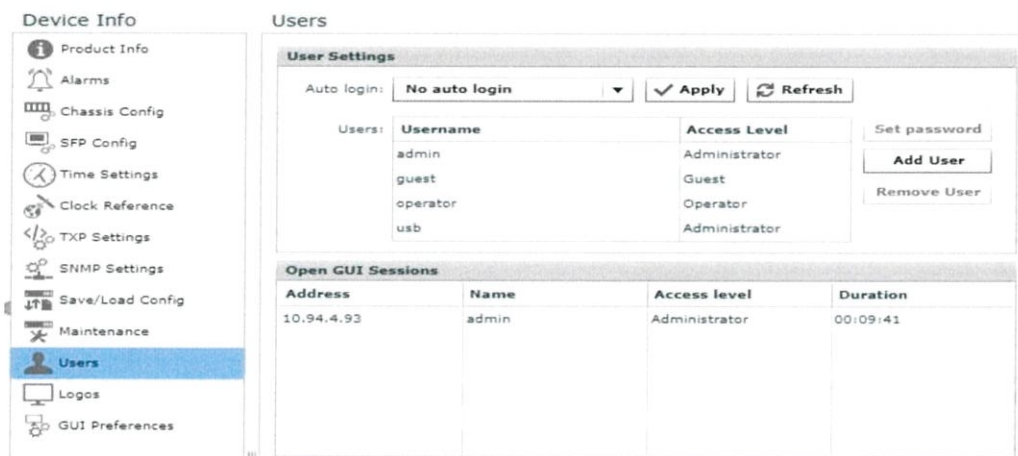 Device Info
Product Info
Alarms
Chassis Config
SFP Config
Time Settings
Clock Reference
TXP Settings
SNMP Settings
Save/Load Config
Maintenance
Users
Logos
GUI Preferences
Users
User Settings
Auto login: No auto login Apply Refresh
Users: Username Access Level
admin Administrator
guest Guest
operator Operator
usb Administrator
Set password
Add User
Remove User
Open GUI Sessions
Address Name Access level Duration
10.94.4.93 admin Administrator 00:09:41